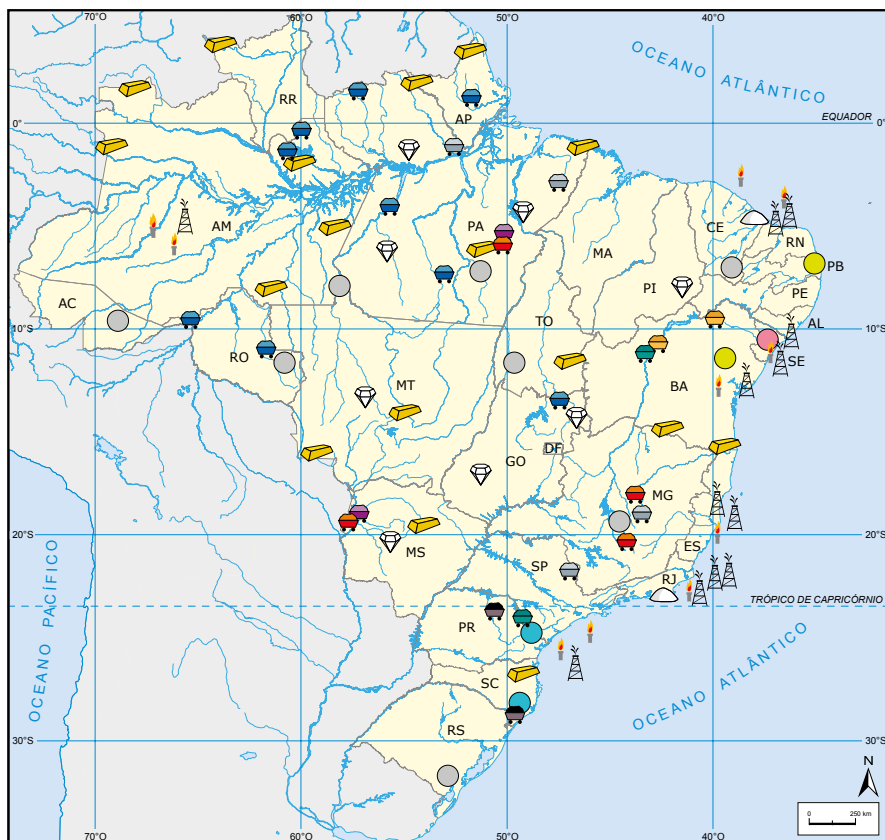 70°O
60°O
50°O
40°O
OCEANO ATLÂNTICO
RR
AP
EQUADOR
0°
0°
AM
PA
CE
RN
MA
PB
PI
PE
AC
TO
AL
10°S
10°S
RO
SE
MT
BA
DF
GO
MG
MS
ES
20°S
20°S
SP
RJ
TRÓPICO DE CAPRICÓRNIO
PR
OCEANO PACÍFICO
OCEANO ATLÂNTICO
SC
RS
30°S
30°S
N
0
250 km
70°O
60°O
50°O
40°O